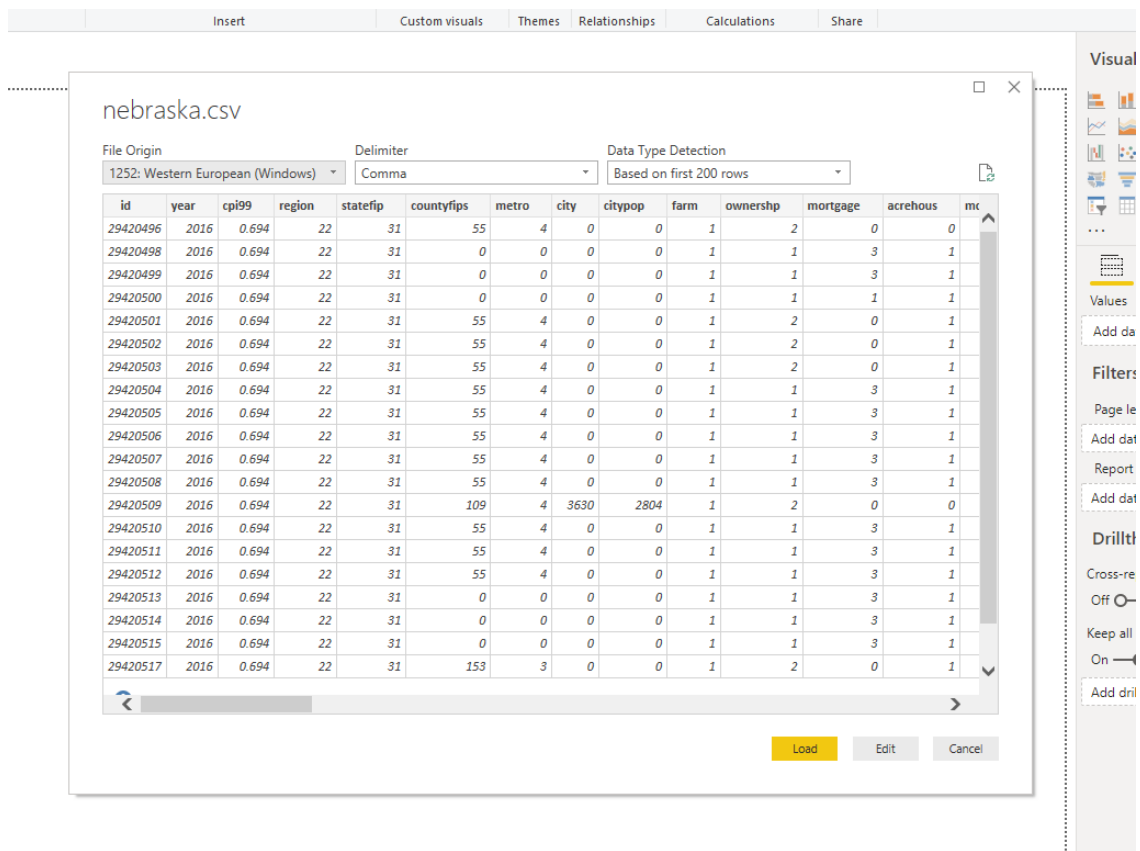 Insert Custom visuals Themes Relationships Calculations Share
Visual
nebraska.csv
File Origin Delimiter Data Type Detection
1252: Western European (Windows) Comma Based on first 200 rows
id year cpi99 region statefip countyfips metro city citypop farm ownershp mortgage acrehous mo
29420496 2016 0.694 22 31 55 4 0 0 1 2 0 0
29420498 2016 0.694 22 31 0 0 0 0 1 1 3 1
29420499 2016 0.694 22 31 0 0 0 0 1 1 3 1
29420500 2016 0.694 22 31 0 0 0 0 1 1 1 1
29420501 2016 0.694 22 31 55 4 0 0 1 2 0 1
29420502 2016 0.694 22 31 55 4 0 0 1 2 0 1
29420503 2016 0.694 22 31 55 4 0 0 1 2 0 1
29420504 2016 0.694 22 31 55 4 0 0 1 1 3 1
29420505 2016 0.694 22 31 55 4 0 0 1 1 3 1
29420506 2016 0.694 22 31 55 4 0 0 1 1 3 1
29420507 2016 0.694 22 31 55 4 0 0 1 1 3 1
29420508 2016 0.694 22 31 55 4 0 0 1 1 3 1
29420509 2016 0.694 22 31 109 4 3630 2804 1 2 0 0
29420510 2016 0.694 22 31 55 4 0 0 1 1 3 1
29420511 2016 0.694 22 31 55 4 0 0 1 1 3 1
29420512 2016 0.694 22 31 55 4 0 0 1 1 3 1
29420513 2016 0.694 22 31 0 0 0 0 1 1 3 1
29420514 2016 0.694 22 31 0 0 0 0 1 1 3 1
29420515 2016 0.694 22 31 0 0 0 0 1 1 3 1
29420517 2016 0.694 22 31 153 3 0 0 1 2 0 1
Load Edit Cancel
Values
Add da
Filters
Page le
Add dat
Report
Add dat
Drillth
Cross-re
Off
Keep all
On
Add dril